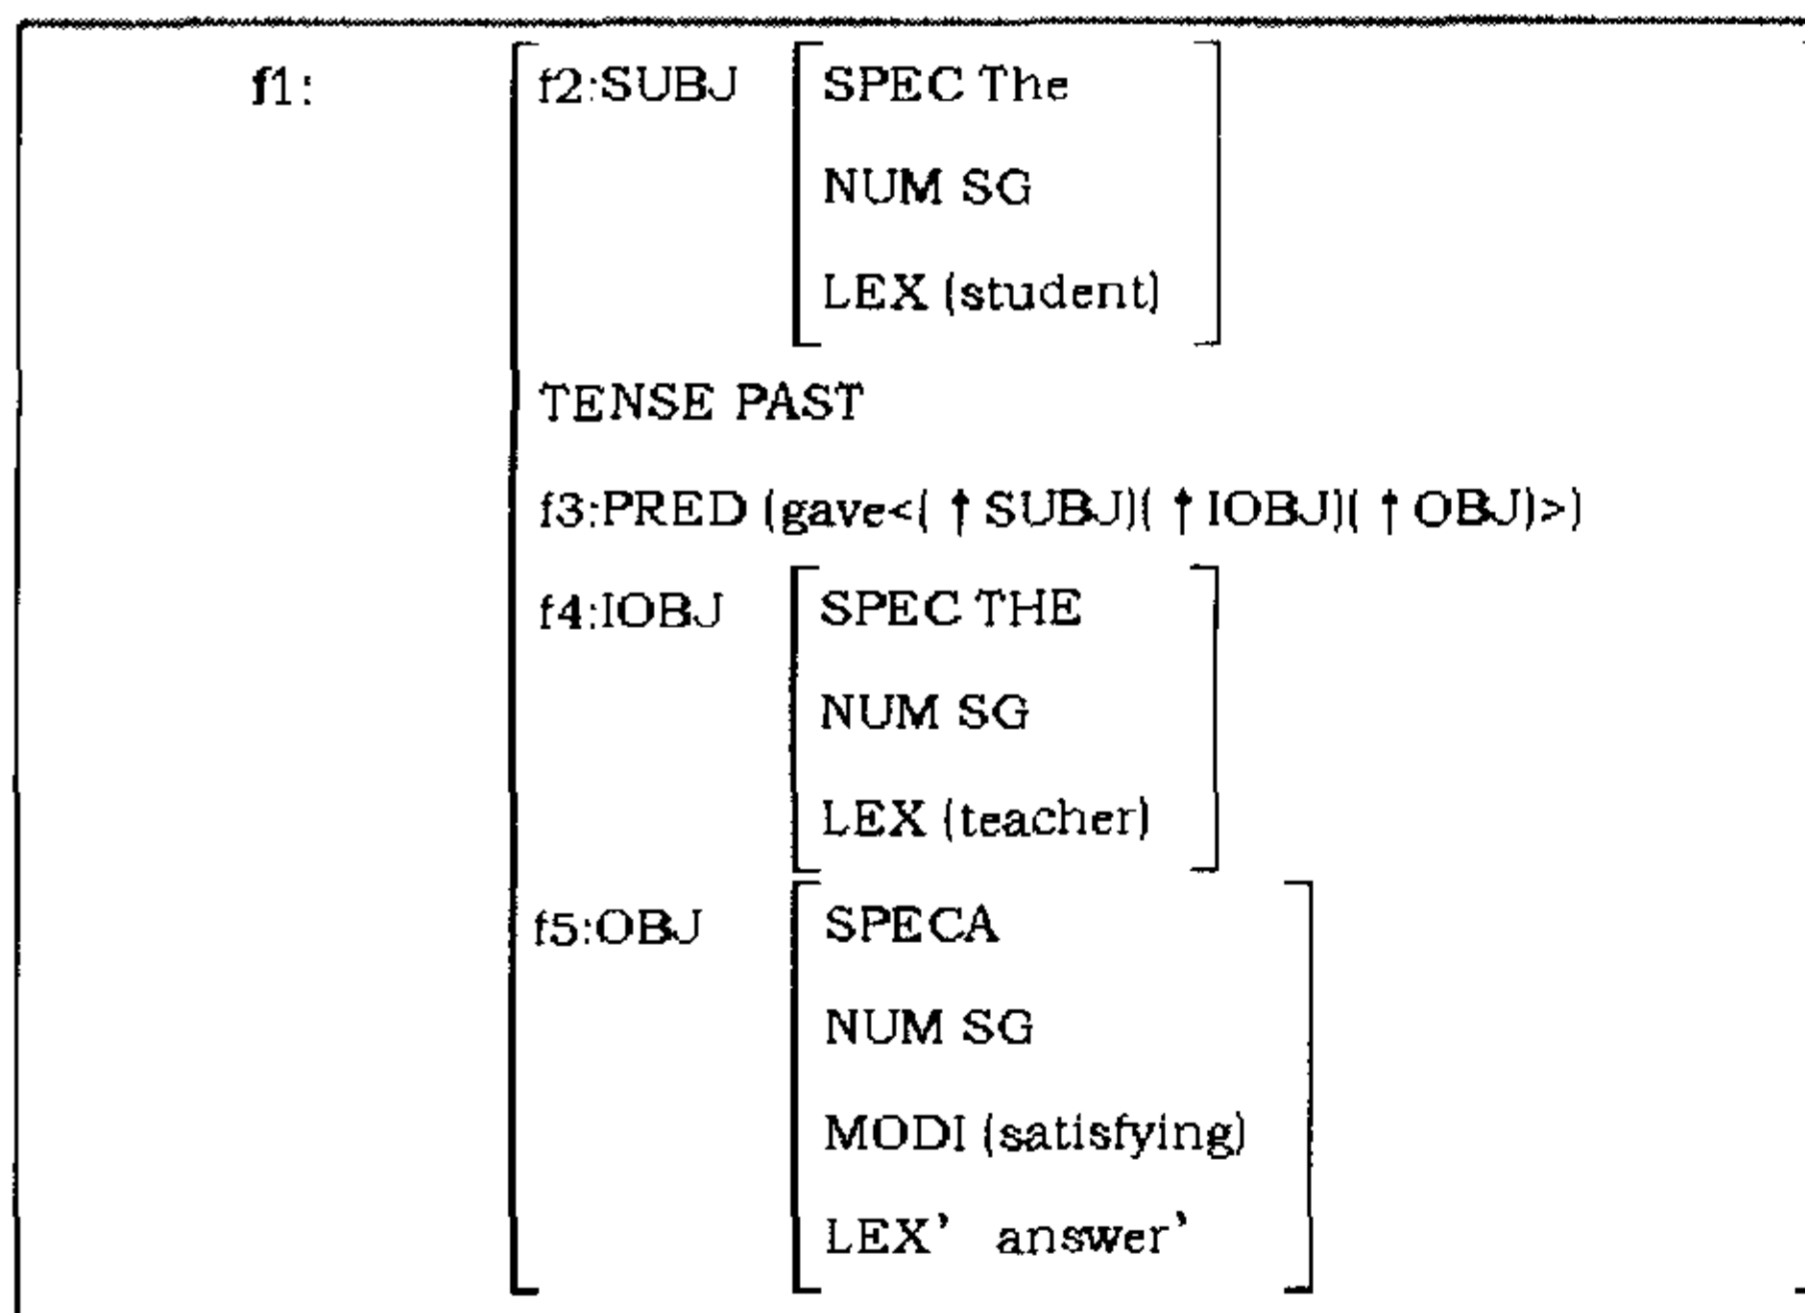 f1: f2:SUBJ SPEC The
NUM SG
LEX (student)
TENSE PAST
f3:PRED (gave<(↑SUBJ)(↑IOBJ)(↑OBJ)>)
f4:IOBJ SPEC THE
NUM SG
LEX (teacher)
f5:OBJ SPECA
NUM SG
MODI (satisfying)
LEX’ answer’